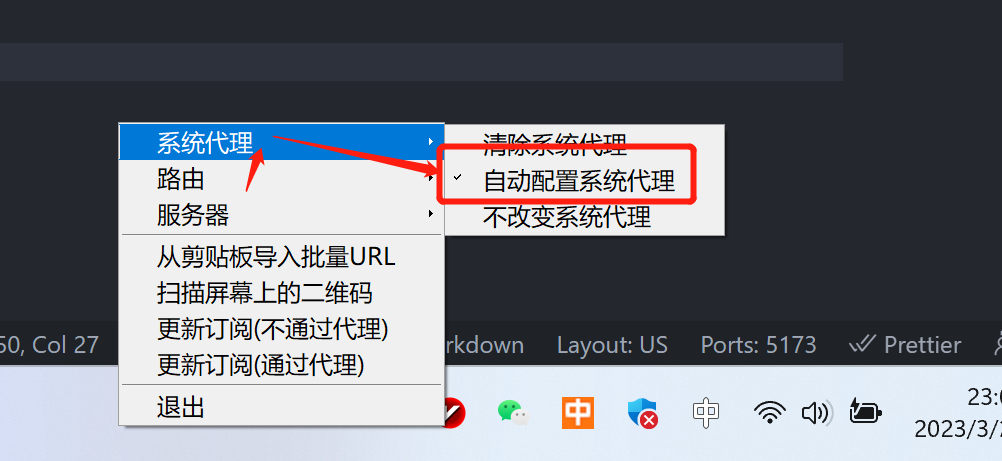 系统代理
清除系统代理
自动配置系统代理
不改变系统代理
路由
服务器
从剪贴板导入批量URL
扫描屏幕上的二维码
更新订阅(不通过代理)
更新订阅(通过代理)
退出
50, Col 27
rkdown
Layout: US
Ports: 5173
Prettier
中
中
23:0
2023/3/2